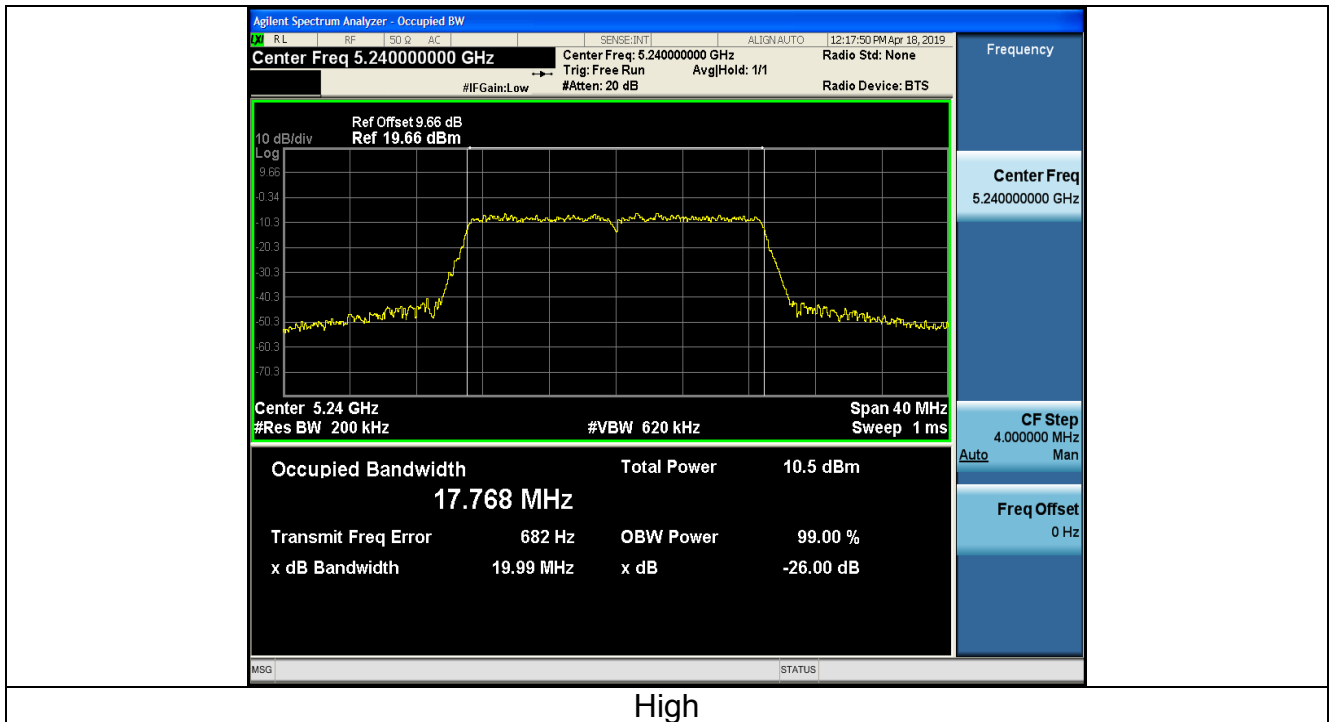 Agilent Spectrum Analyzer - Occupied BW
LXI RL RF 50 Ω AC SENSE:INT ALIGN AUTO 12:17:50 PM Apr 18, 2019
Center Freq 5.240000000 GHz
Center Freq: 5.240000000 GHz
Radio Std: None
Trig: Free Run Avg|Hold: 1/1
#IFGain:Low
#Atten: 20 dB
Radio Device: BTS
Ref Offset 9.66 dB
10 dB/div Ref 19.66 dBm
Log
9.66
-0.34
-10.3
-20.3
-30.3
-40.3
-50.3
-60.3
-70.3
Center 5.24 GHz Span 40 MHz
#Res BW 200 kHz #VBW 620 kHz Sweep 1 ms
Occupied Bandwidth Total Power 10.5 dBm
17.768 MHz
Transmit Freq Error 682 Hz OBW Power 99.00 %
x dB Bandwidth 19.99 MHz x dB -26.00 dB
MSG STATUS
Frequency
Center Freq
5.240000000 GHz
CF Step
4.000000 MHz
Auto Man
Freq Offset
0 Hz
High